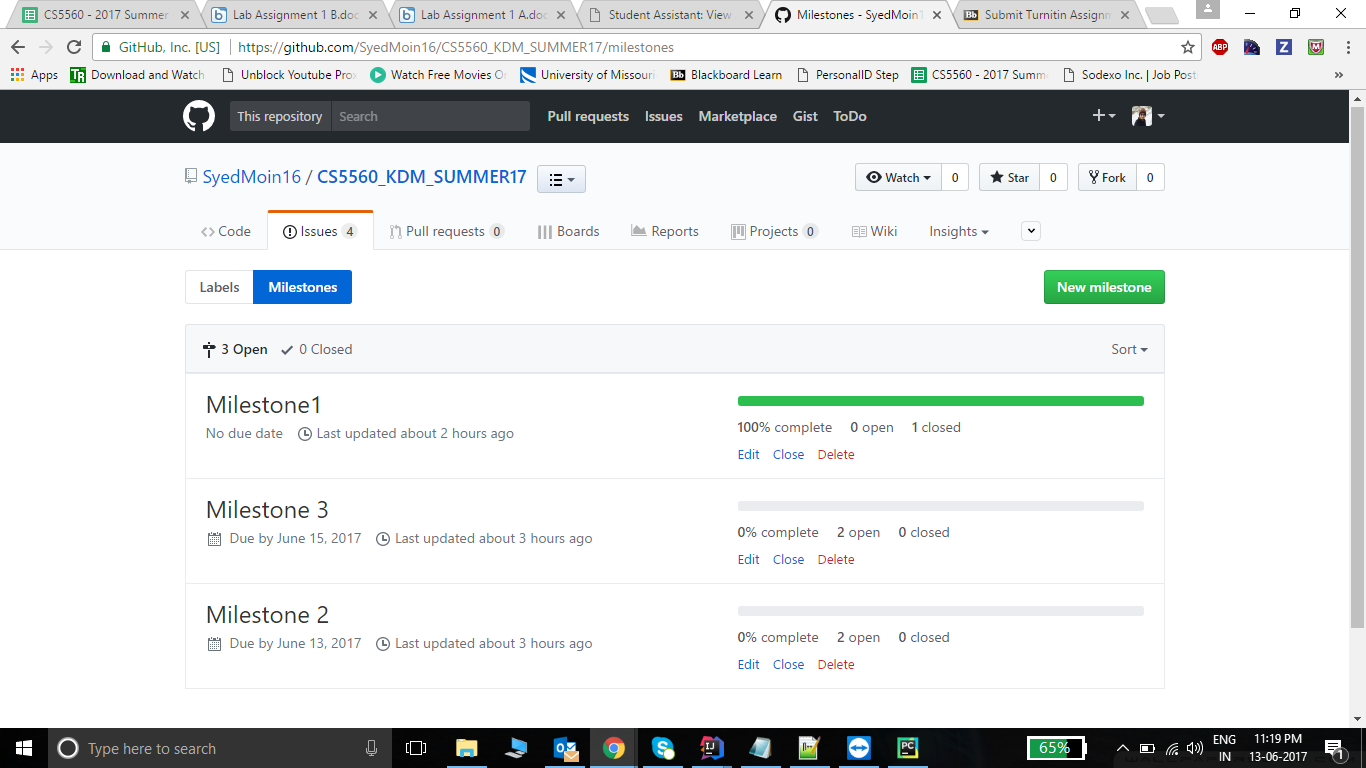 CS5560 - 2017 Summer
Lab Assignment 1 B.doc
Lab Assignment 1 A.doc
Student Assistant: View
Milestones - SyedMoin1
Submit Turnitin Assignm
GitHub, Inc. [US]
https://github.com/SyedMoin16/CS5560_KDM_SUMMER17/milestones
ABP
Z
Apps
TR
Download and Watch
Unblock Youtube Pro
Watch Free Movies O
University of Missouri
Bb
Blackboard Learn
PersonalID Step
CS5560 - 2017 Summ
Sodexo Inc. | Job Post
»
This repository
Search
Pull requests
Issues
Marketplace
Gist
ToDo
SyedMoin16 / CS5560_KDM_SUMMER17
Watch
0
Star
0
Fork
0
Code
Issues 4
Pull requests 0
Boards
Reports
Projects 0
Wiki
Insights
Labels
Milestones
New milestone
3 Open
0 Closed
Sort
Milestone1
No due date
Last updated about 2 hours ago
100% complete 0 open 1 closed
Edit Close Delete
Milestone 3
Due by June 15, 2017
Last updated about 3 hours ago
0% complete 2 open 0 closed
Edit Close Delete
Milestone 2
Due by June 13, 2017
Last updated about 3 hours ago
0% complete 2 open 0 closed
Edit Close Delete
Type here to search
65%
ENG
IN
11:19 PM
13-06-2017
1